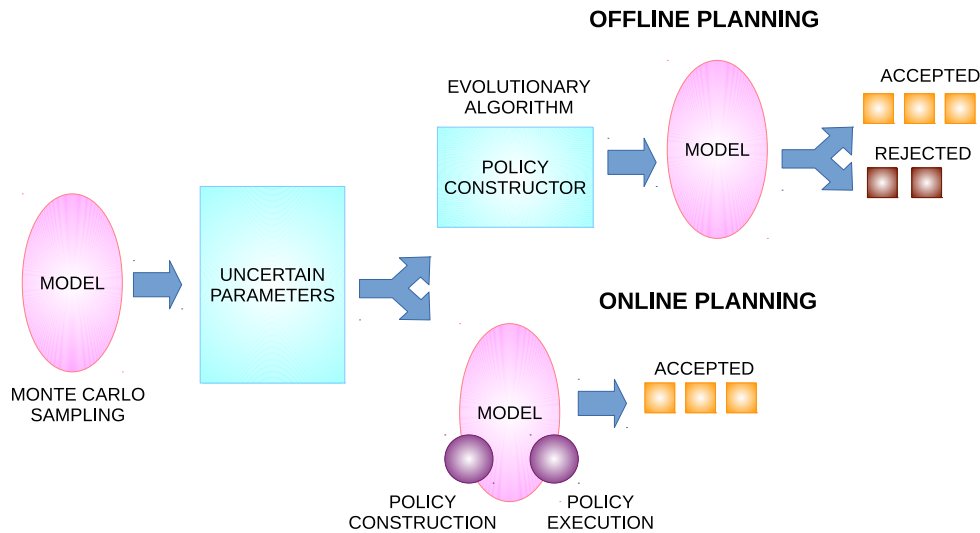 OFFLINE PLANNING
EVOLUTIONARY
ALGORITHM
POLICY
CONSTRUCTOR
MODEL
ACCEPTED
REJECTED
MODEL
MONTE CARLO
SAMPLING
UNCERTAIN
PARAMETERS
ONLINE PLANNING
MODEL
ACCEPTED
POLICY
CONSTRUCTION
POLICY
EXECUTION